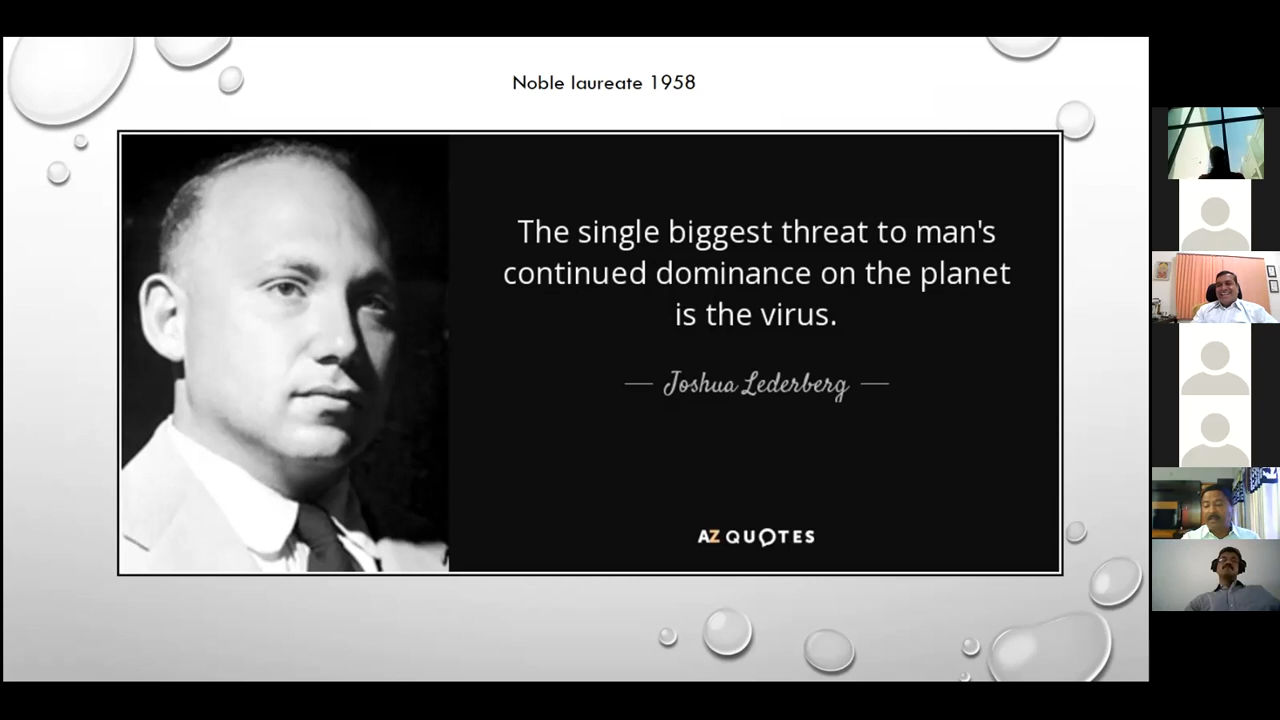 Noble laureate 1958
The single biggest threat to man's
continued dominance on the planet
is the virus.
Joshua Lederberg
AZ QUOTES